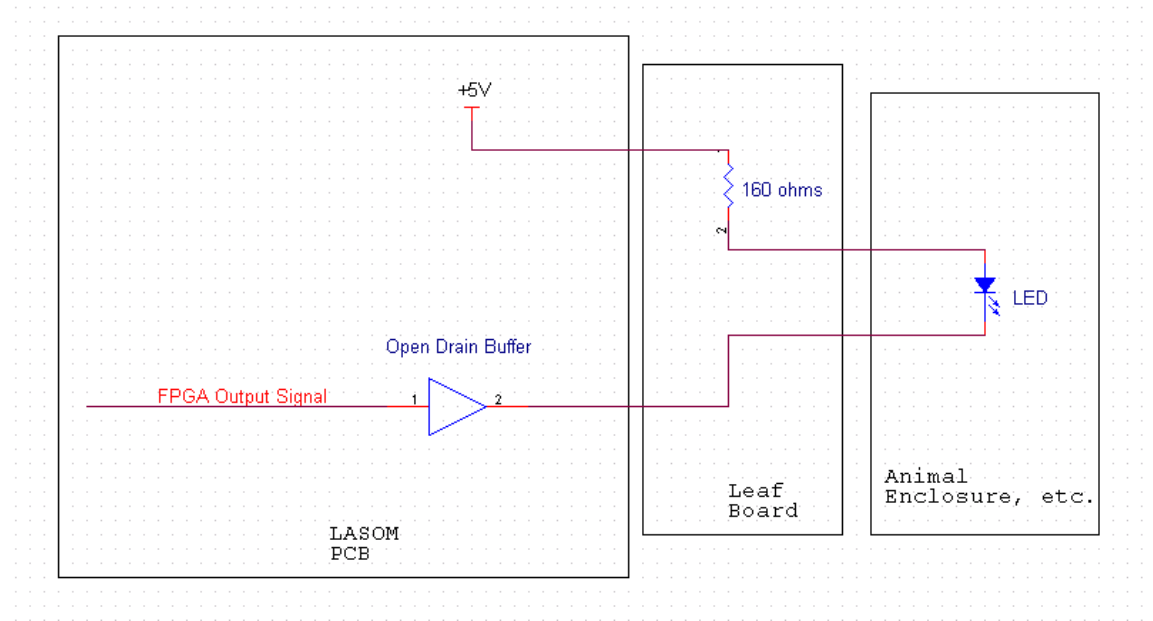 +5V
160 ohms
2
LED
Open Drain Buffer
FPGA Output Signal
1
2
Animal
Enclosure, etc.
Leaf
Board
LASOM
PCB